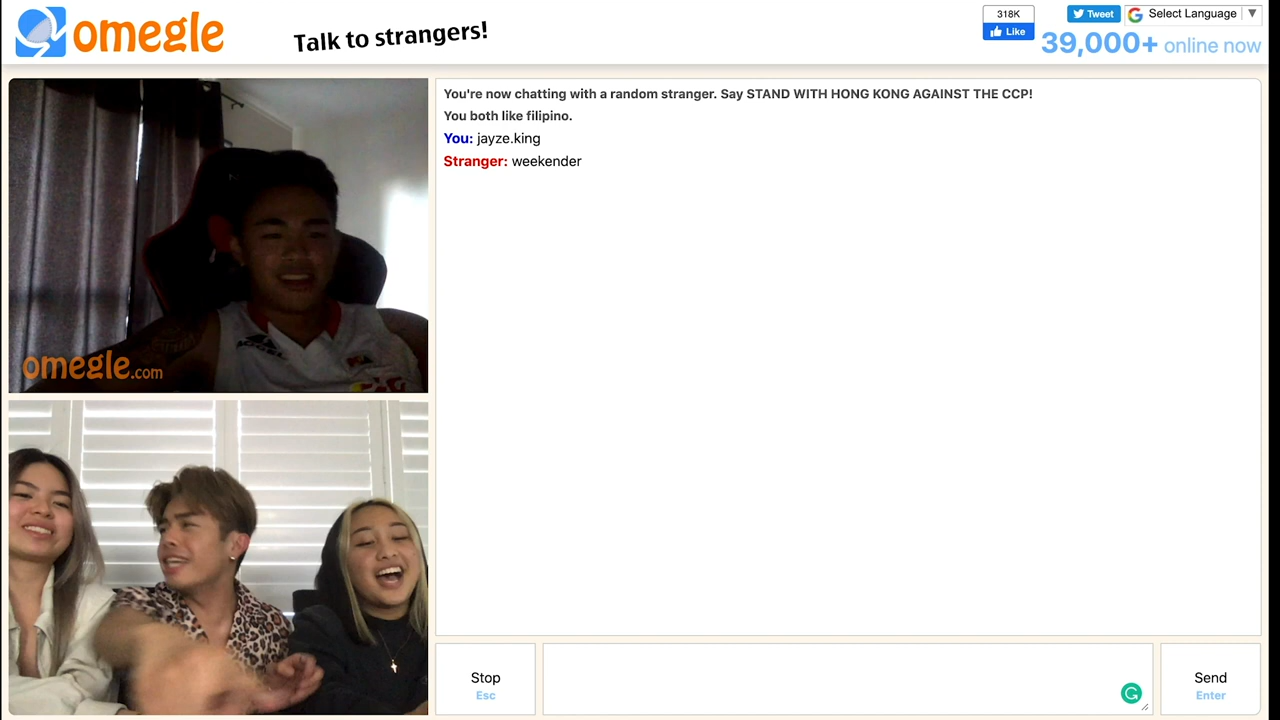 omegle
Talk to strangers!
318K
Like
Tweet
Select Language
39,000+ online now
You're now chatting with a random stranger. Say STAND WITH HONG KONG AGAINST THE CCP!
You both like filipino.
You: jayze.king
Stranger: weekender
omegle.com
Stop
Esc
Send
Enter